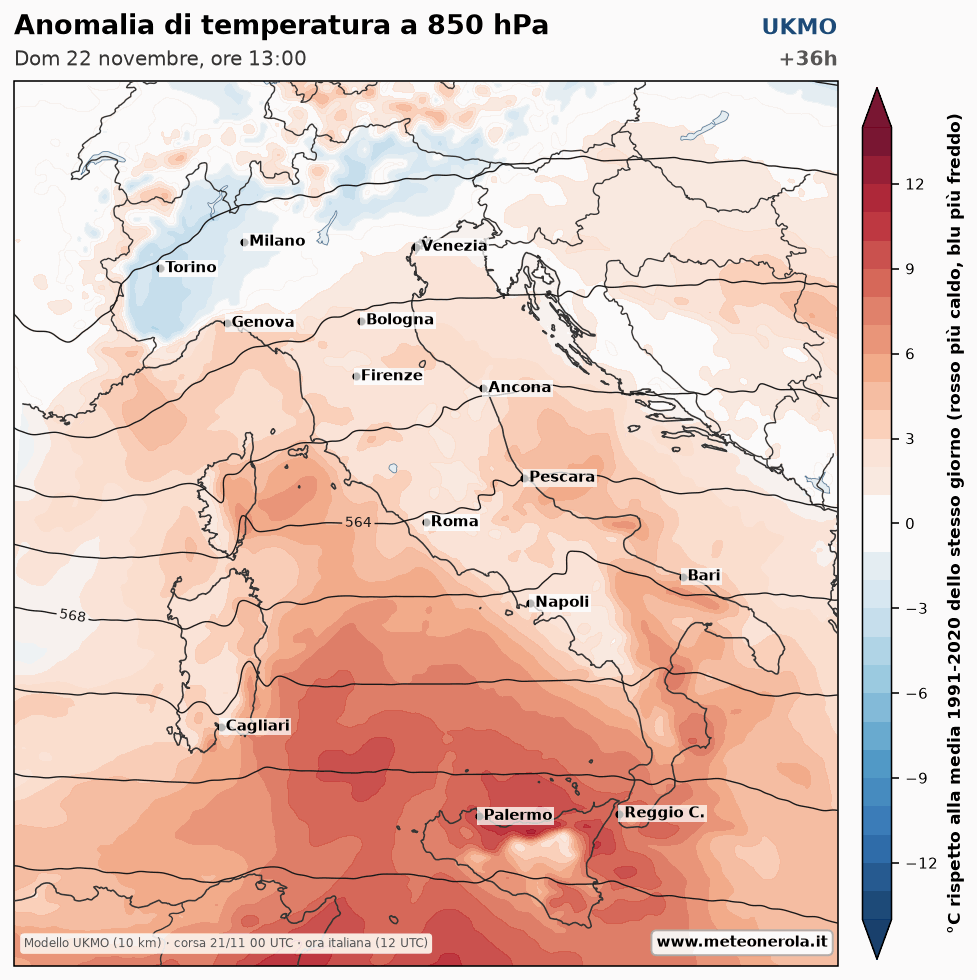 Anomalia di temperatura a 850 hPa
UKMO
Dom 22 novembre, ore 13:00
+36h
Milano
Venezia
Torino
Genova
Bologna
Firenze
Ancona
Pescara
564
Roma
Bari
Napoli
568
Cagliari
Palermo
Reggio C.
Modello UKMO (10 km) · corsa 21/11 00 UTC · ora italiana (12 UTC)
www.meteonerola.it
12
9
6
3
0
−3
−6
−9
−12
°C rispetto alla media 1991-2020 dello stesso giorno (rosso più caldo, blu più freddo)